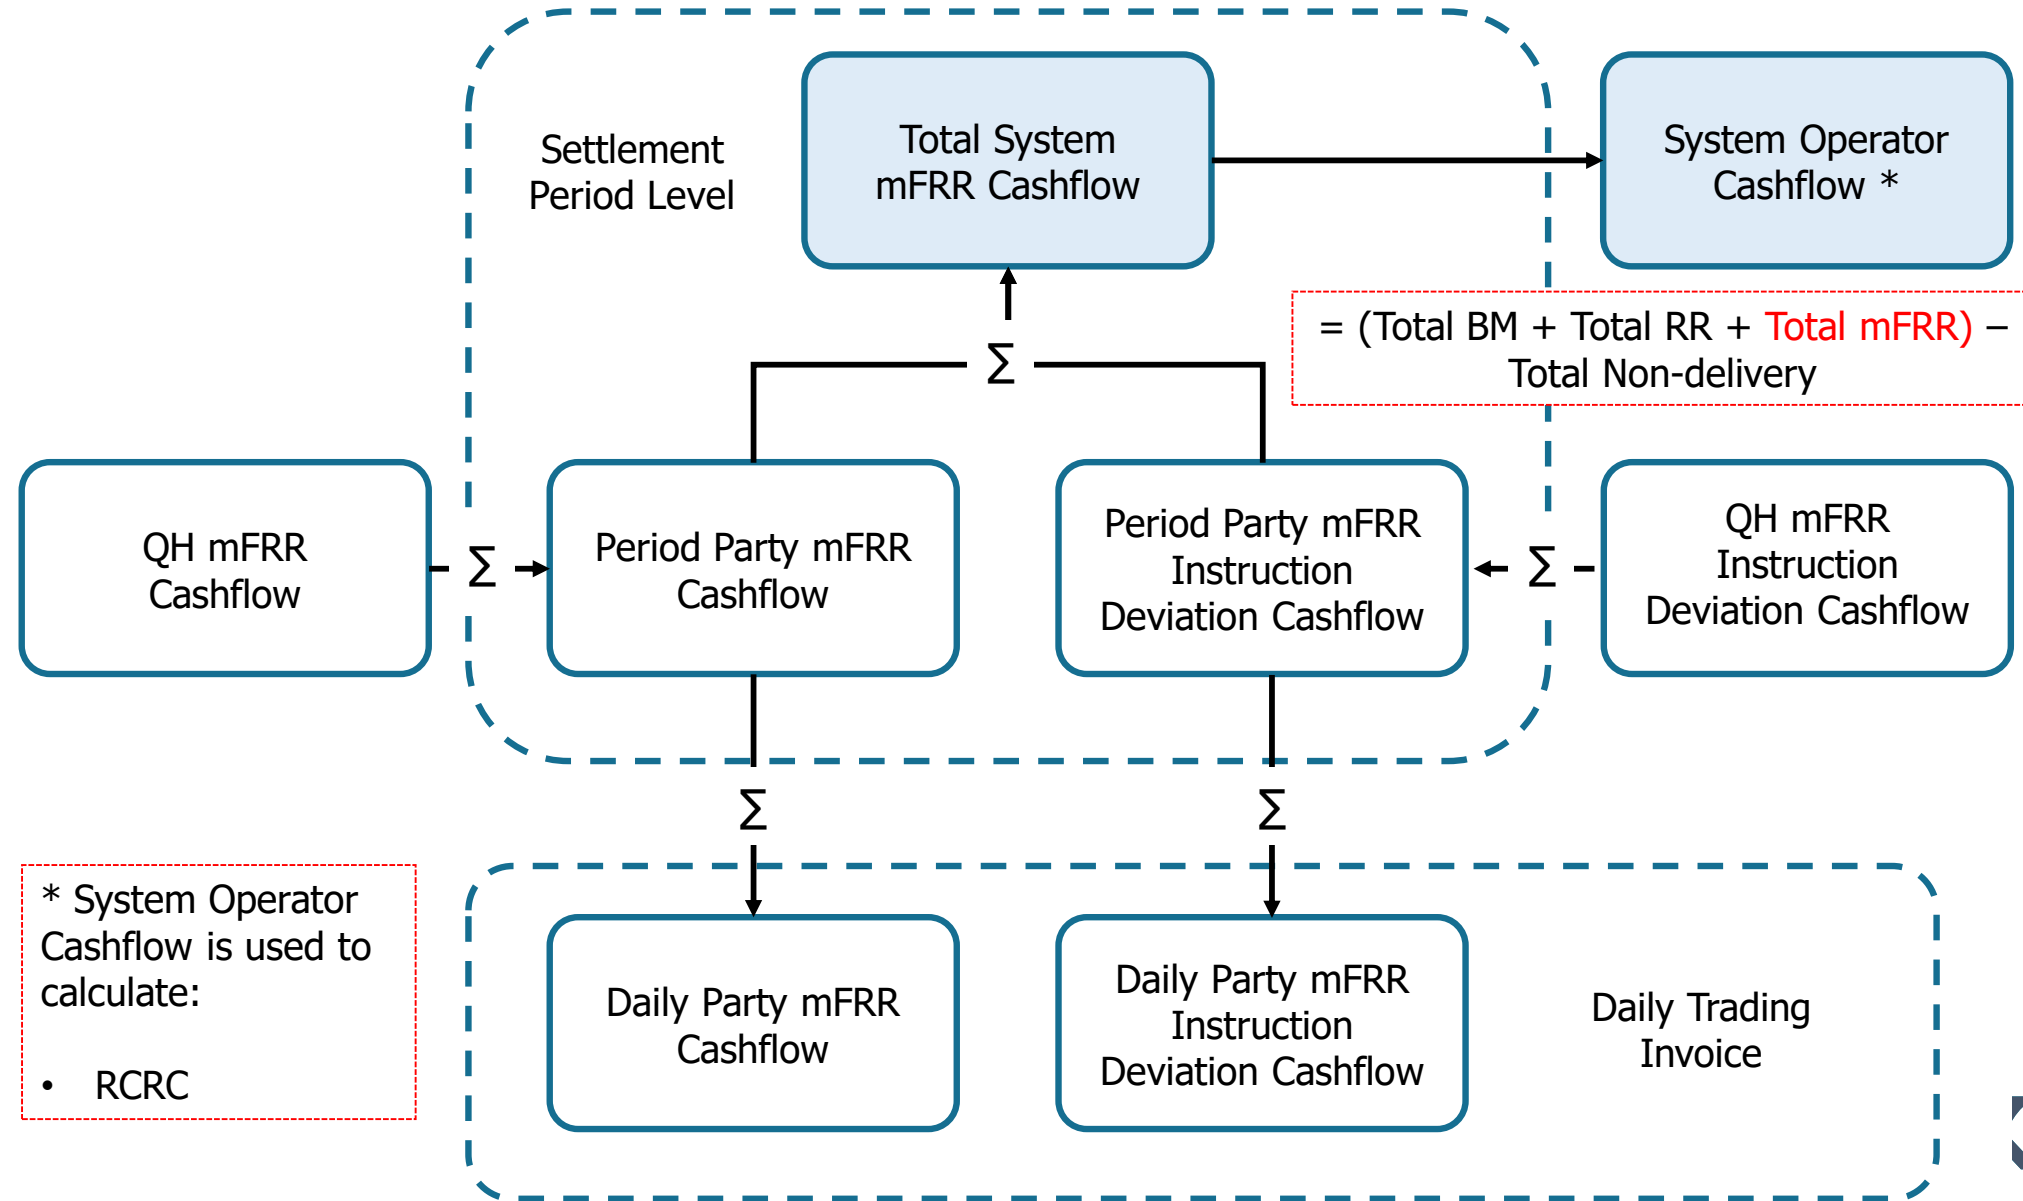 Settlement
Period Level
Total System
mFRR Cashflow
System Operator
Cashflow *
= (Total BM + Total RR + Total mFRR) –
Total Non-delivery
∑
QH mFRR
Cashflow
∑
Period Party mFRR
Cashflow
Period Party mFRR
Instruction
Deviation Cashflow
∑
QH mFRR
Instruction
Deviation Cashflow
∑
∑
* System Operator
Cashflow is used to
calculate:
• RCRC
Daily Party mFRR
Cashflow
Daily Party mFRR
Instruction
Deviation Cashflow
Daily Trading
Invoice